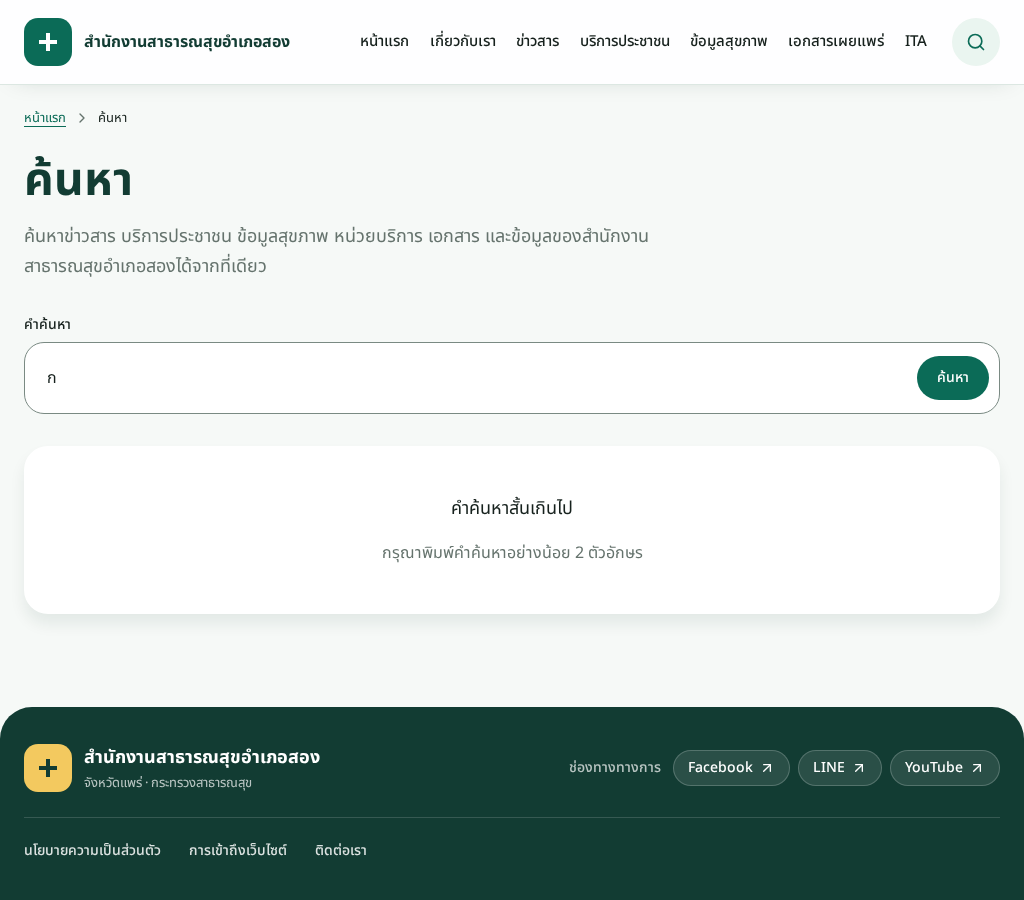 สำนักงานสาธารณสุขอำเภอสอง
หน้าแรก เกี่ยวกับเรา ข่าวสาร บริการประชาชน ข้อมูลสุขภาพ เอกสารเผยแพร่ ITA
หน้าแรก ค้นหา
ค้นหา
ค้นหาข่าวสาร บริการประชาชน ข้อมูลสุขภาพ หน่วยบริการ เอกสาร และข้อมูลของสำนักงาน
สาธารณสุขอำเภอสองได้จากที่เดียว
คำค้นหา
ก ค้นหา
คำค้นหาสั้นเกินไป
กรุณาพิมพ์คำค้นหาอย่างน้อย 2 ตัวอักษร
สำนักงานสาธารณสุขอำเภอสอง
จังหวัดแพร่ · กระทรวงสาธารณสุข
ช่องทางทางการ Facebook LINE YouTube
นโยบายความเป็นส่วนตัว การเข้าถึงเว็บไซต์ ติดต่อเรา